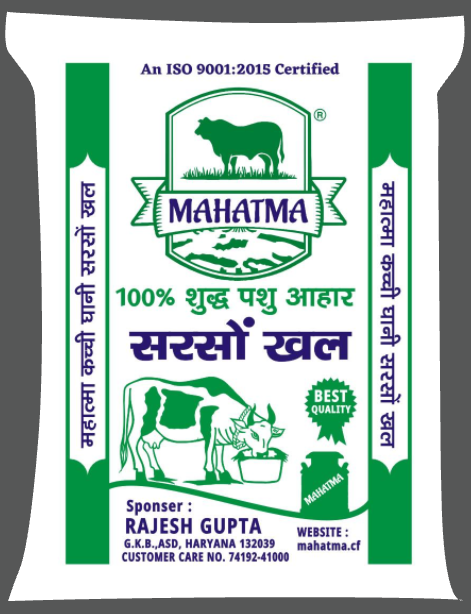 An ISO 9001:2015 Certified
®
MAHATMA
100% शुद्ध पशु आहार
सरसों खल
महात्मा कच्ची घानी सरसों खल
महात्मा कच्ची घानी सरसों खल
BEST
QUALITY
MAHATMA
Sponser :
RAJESH GUPTA
G.K.B.,ASD, HARYANA 132039
CUSTOMER CARE NO. 74192-41000
WEBSITE :
mahatma.cf